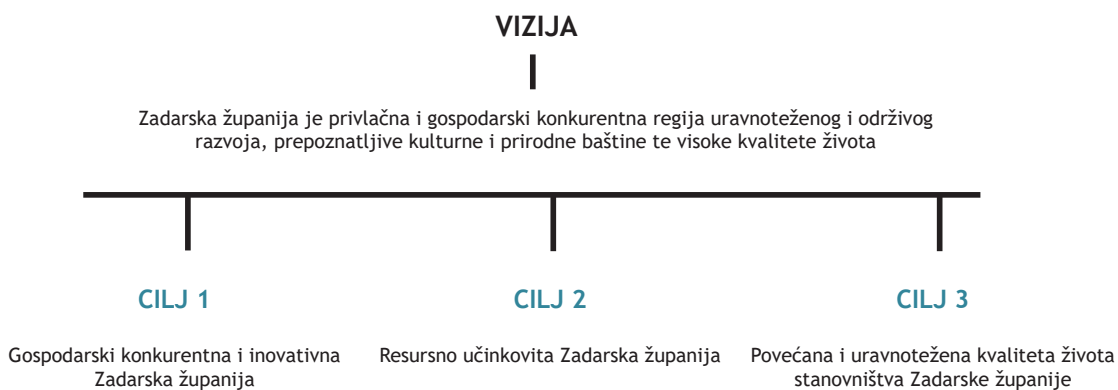 VIZIJA
Zadarska županija je privlačna i gospodarski konkurentna regija uravnoteženog i održivog
razvoja, prepoznatljive kulturne i prirodne baštine te visoke kvalitete života
CILJ 1
Gospodarski konkurentna i inovativna
Zadarska županija
CILJ 2
Resursno učinkovita Zadarska županija
CILJ 3
Povećana i uravnotežena kvaliteta života
stanovništva Zadarske županije